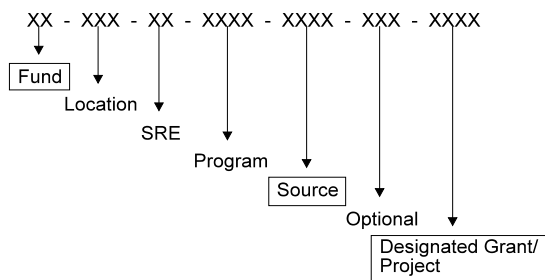 XX - XXX - XX - XXXX - XXXX - XXX - XXXX
Fund
Location
SRE
Program
Source
Optional
Designated Grant/
Project